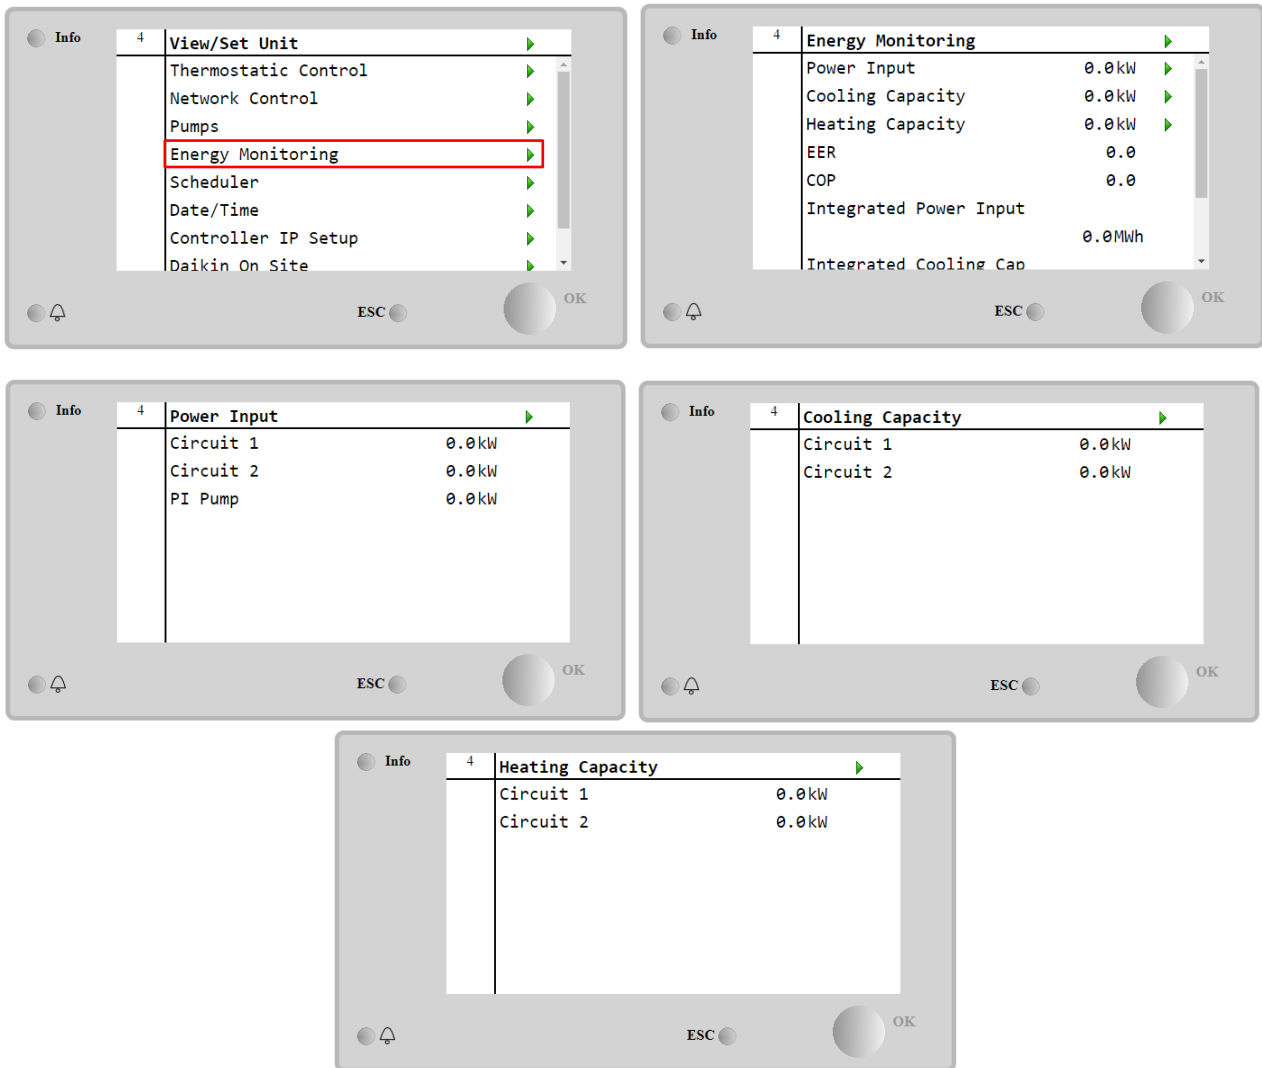 Info
4 View/Set Unit
Thermostatic Control
Network Control
Pumps
Energy Monitoring
Scheduler
Date/Time
Controller IP Setup
Daikin On Site
ESC
OK
Info
4 Energy Monitoring
Power Input 0.0kW
Cooling Capacity 0.0kW
Heating Capacity 0.0kW
EER 0.0
COP 0.0
Integrated Power Input
0.0MWh
Integrated Cooling Cap
ESC
OK
Info
4 Power Input
Circuit 1 0.0kW
Circuit 2 0.0kW
PI Pump 0.0kW
ESC
OK
Info
4 Cooling Capacity
Circuit 1 0.0kW
Circuit 2 0.0kW
ESC
OK
Info
4 Heating Capacity
Circuit 1 0.0kW
Circuit 2 0.0kW
ESC
OK